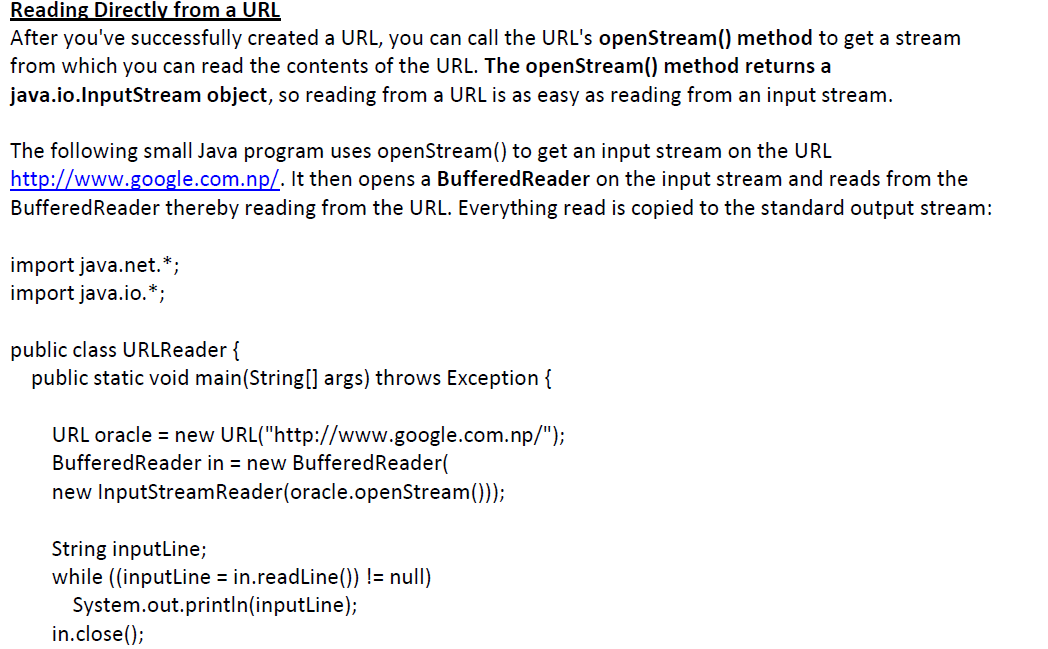 Reading Directly from a URL
After you've successfully created a URL, you can call the URL's openStream() method to get a stream
from which you can read the contents of the URL. The openStream() method returns a
java.io.InputStream object, so reading from a URL is as easy as reading from an input stream.
The following small Java program uses openStream() to get an input stream on the URL
http://www.google.com.np/. It then opens a BufferedReader on the input stream and reads from the
BufferedReader thereby reading from the URL. Everything read is copied to the standard output stream:
import java.net.*;
import java.io.*;
public class URLReader {
public static void main(String[] args) throws Exception {
URL oracle = new URL("http://www.google.com.np/");
BufferedReader in = new BufferedReader(
new InputStreamReader(oracle.openStream()));
String inputLine;
while ((inputLine = in.readLine()) != null)
System.out.println(inputLine);
in.close();